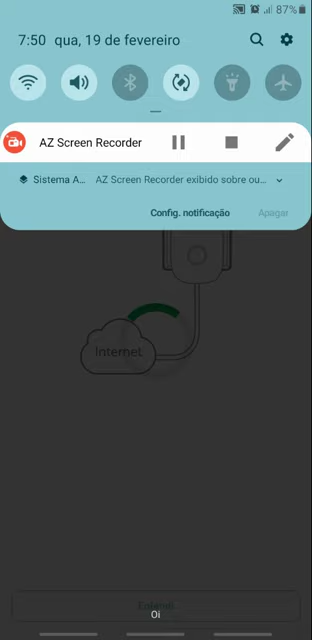 87%
7:50 qua, 19 de fevereiro
AZ Screen Recorder
Sistema A... AZ Screen Recorder exibido sobre ou...
Config. notificação Apagar
Internet
Oi